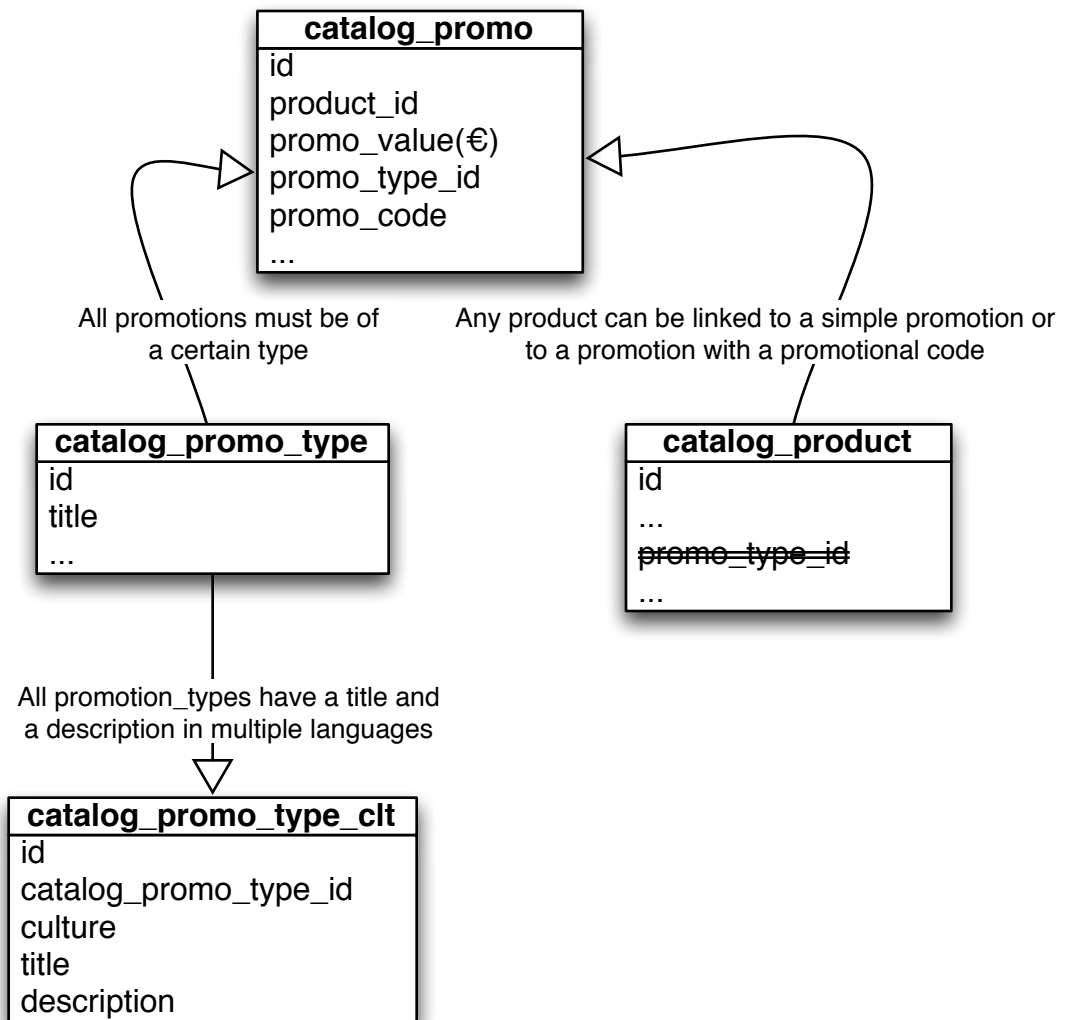 catalog_promo
id
product_id
promo_value(€)
promo_type_id
promo_code
...
All promotions must be of
a certain type
Any product can be linked to a simple promotion or
to a promotion with a promotional code
catalog_promo_type
id
title
...
catalog_product
id
...
promo_type_id
...
All promotion_types have a title and
a description in multiple languages
catalog_promo_type_clt
id
catalog_promo_type_id
culture
title
description